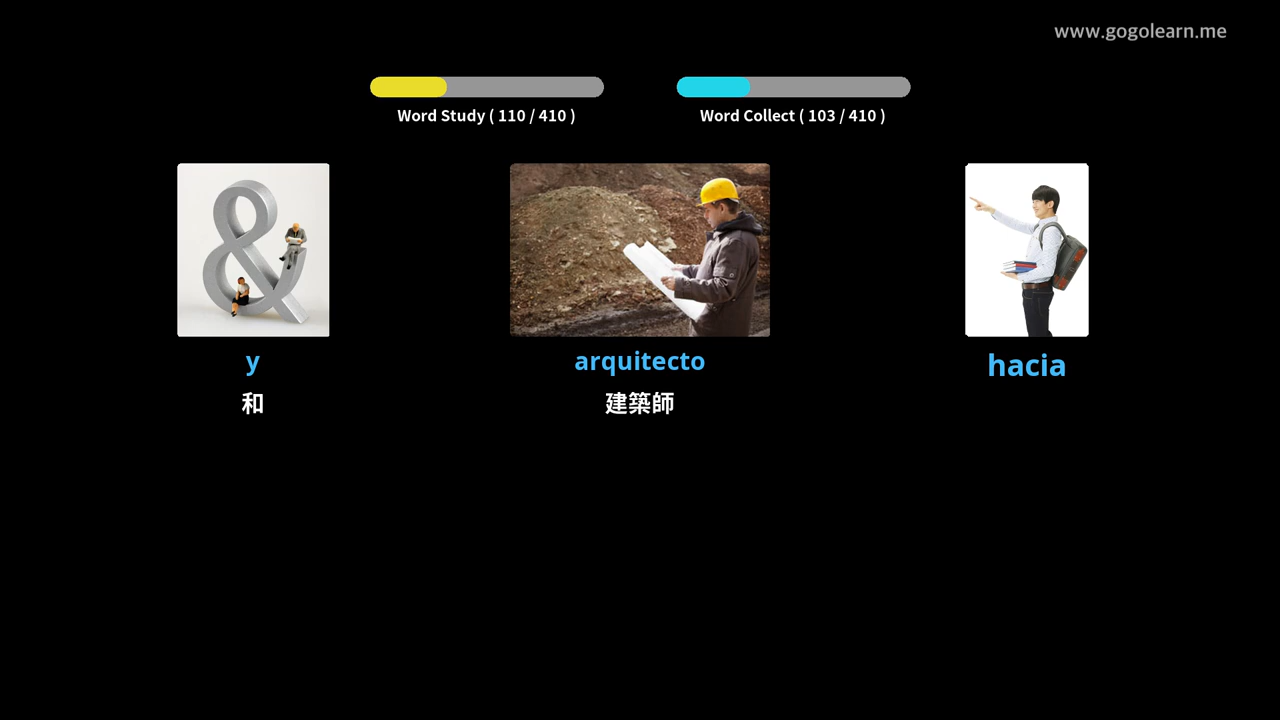 www.gogolearn.me
Word Study ( 110 / 410 )
Word Collect ( 103 / 410 )
y
arquitecto
hacia
和
建築師